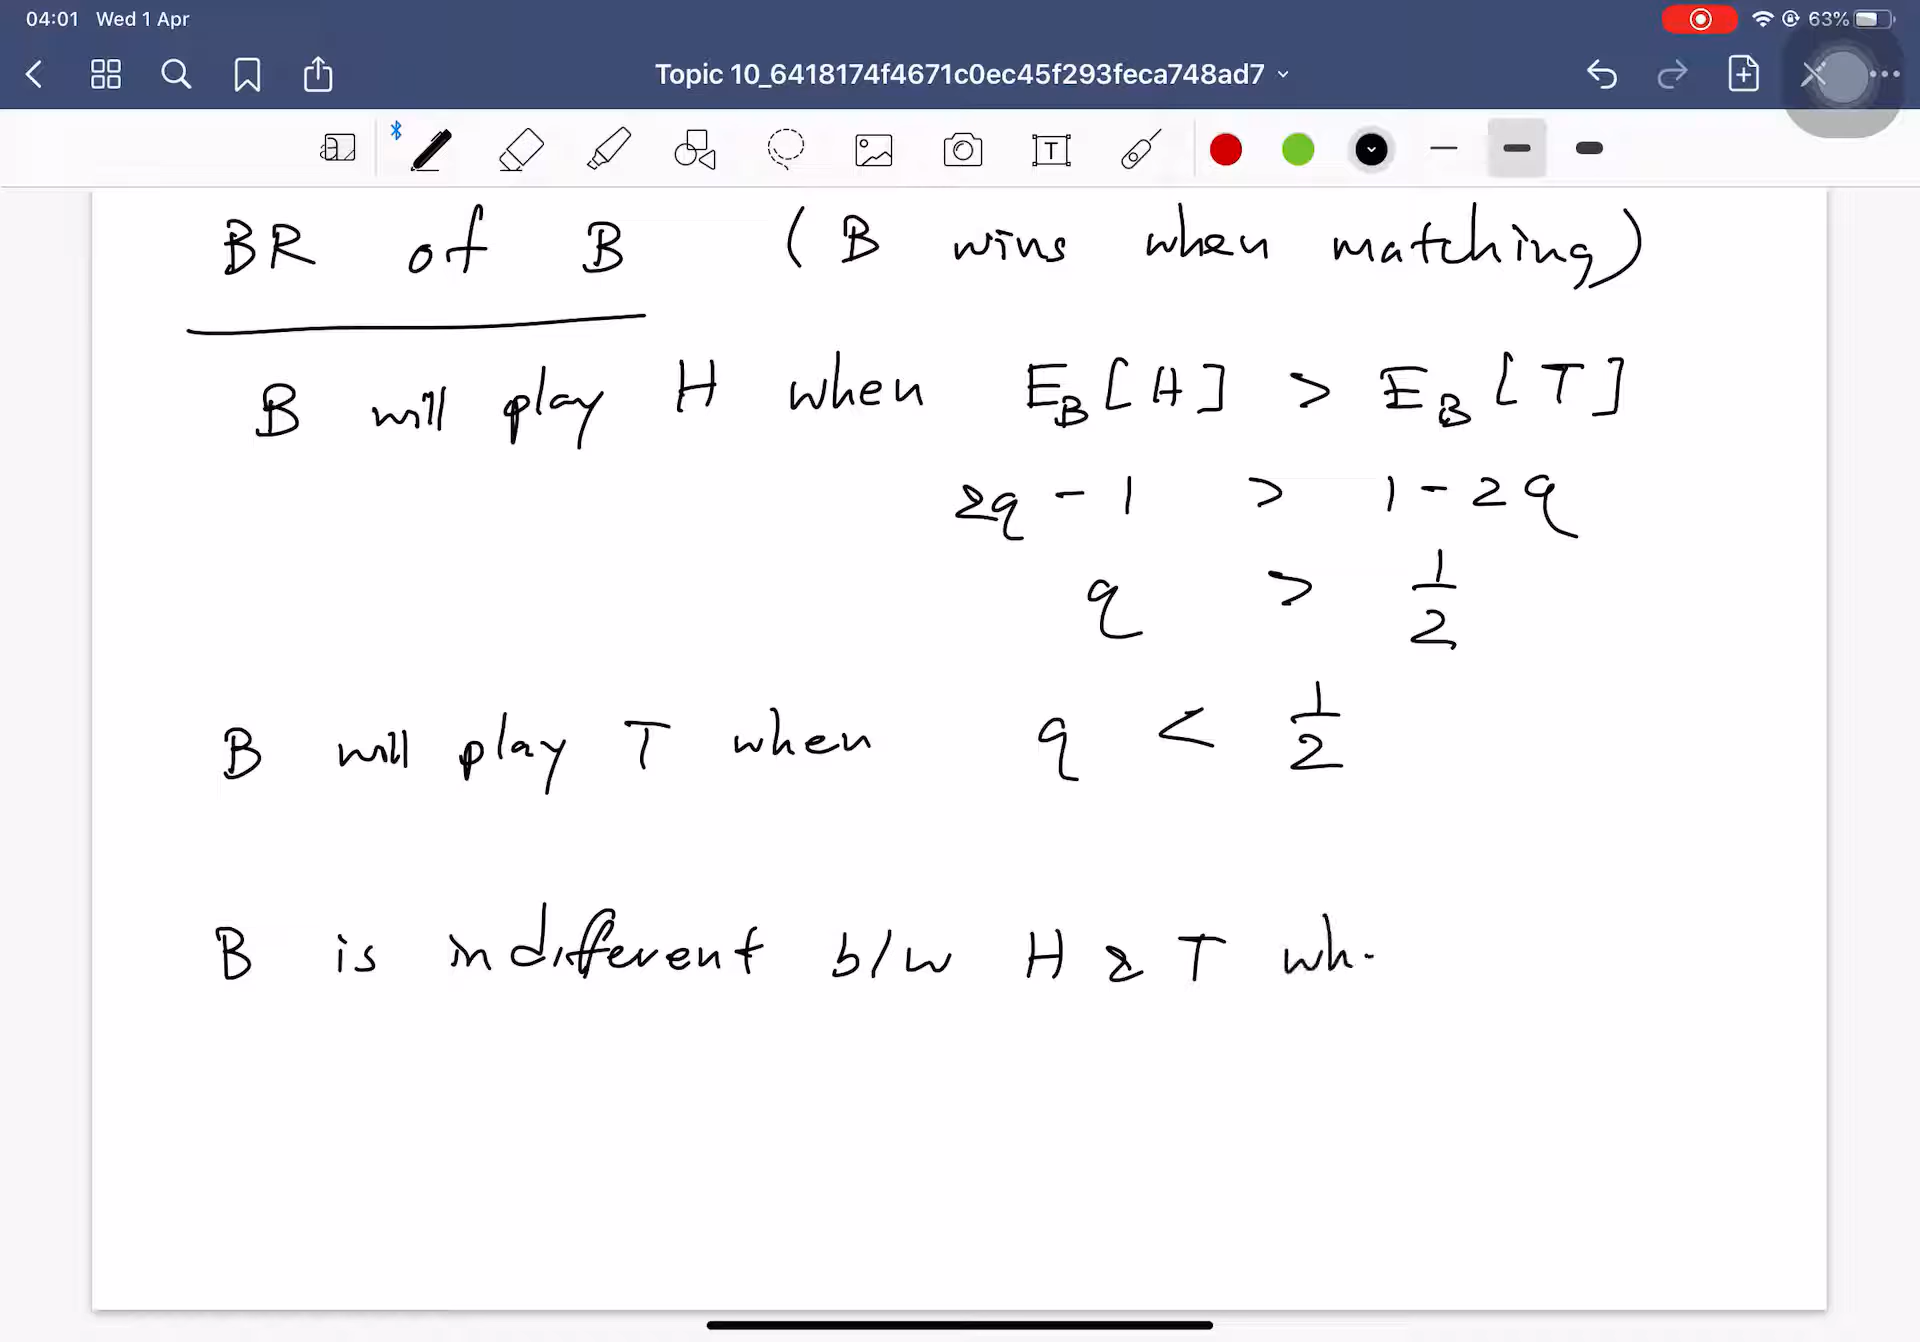 04:01 Wed 1 Apr 63%
Topic 10_6418174f4671c0ec45f293feca748ad7
BR of B (B wins when matching)
B will play H when E_B[H] > E_B[T]
2q - 1 > 1 - 2q
q > 1/2
B will play T when q < 1/2
B is indifferent b/w H & T wh